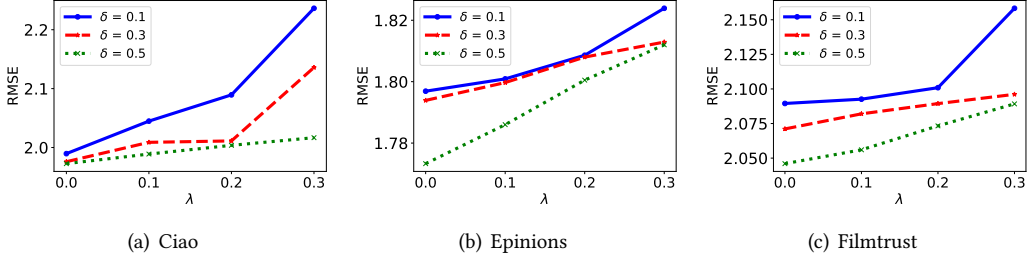 δ = 0.1
δ = 0.3
δ = 0.5
2.2
2.1
2.0
RMSE
0.0 0.1 0.2 0.3
λ
(a) Ciao
δ = 0.1
δ = 0.3
δ = 0.5
1.82
1.80
1.78
RMSE
0.0 0.1 0.2 0.3
λ
(b) Epinions
δ = 0.1
δ = 0.3
δ = 0.5
2.150
2.125
2.100
2.075
2.050
RMSE
0.0 0.1 0.2 0.3
λ
(c) Filmtrust